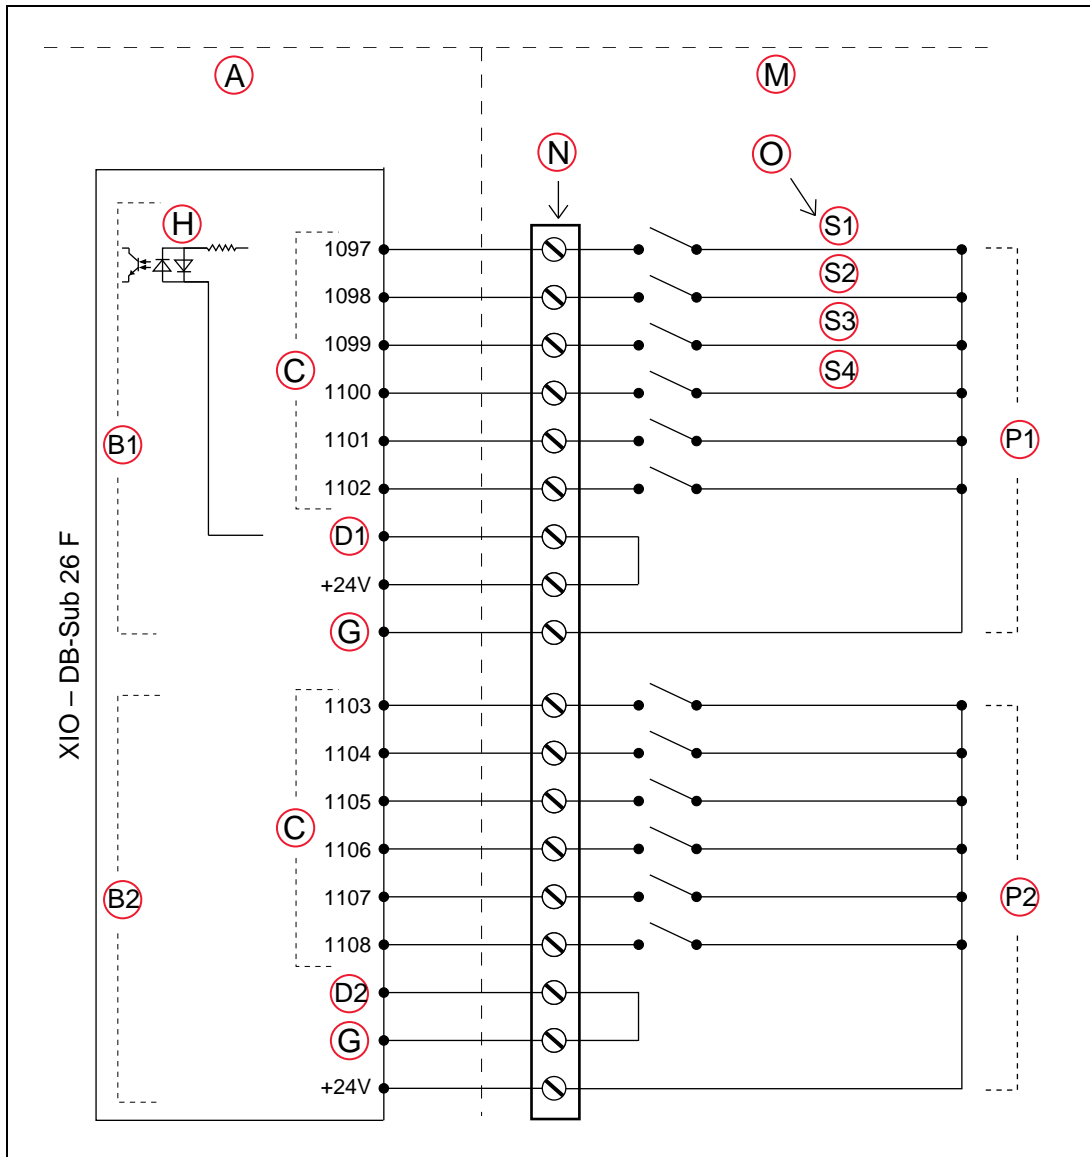 A
M
N
O
H
S1
1097
S2
1098
S3
1099
C
S4
1100
B1
1101
P1
1102
D1
+24V
G
XIO – DB-Sub 26 F
1103
1104
1105
C
1106
B2
1107
P2
1108
D2
G
+24V